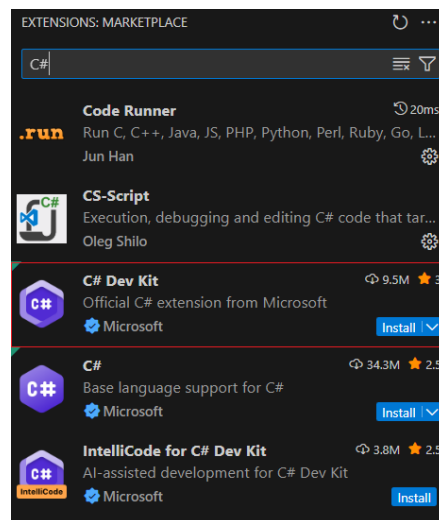 EXTENSIONS: MARKETPLACE
C#
Code Runner 20ms
.run
Run C, C++, Java, JS, PHP, Python, Perl, Ruby, Go, L...
Jun Han
CS-Script
C#
Execution, debugging and editing C# code that tar...
Oleg Shilo
C# Dev Kit 9.5M 3
C#
Official C# extension from Microsoft
Microsoft Install
C# 34.3M 2.5
C#
Base language support for C#
Microsoft Install
IntelliCode for C# Dev Kit 3.8M 2.5
C#
AI-assisted development for C# Dev Kit
IntelliCode
Microsoft Install